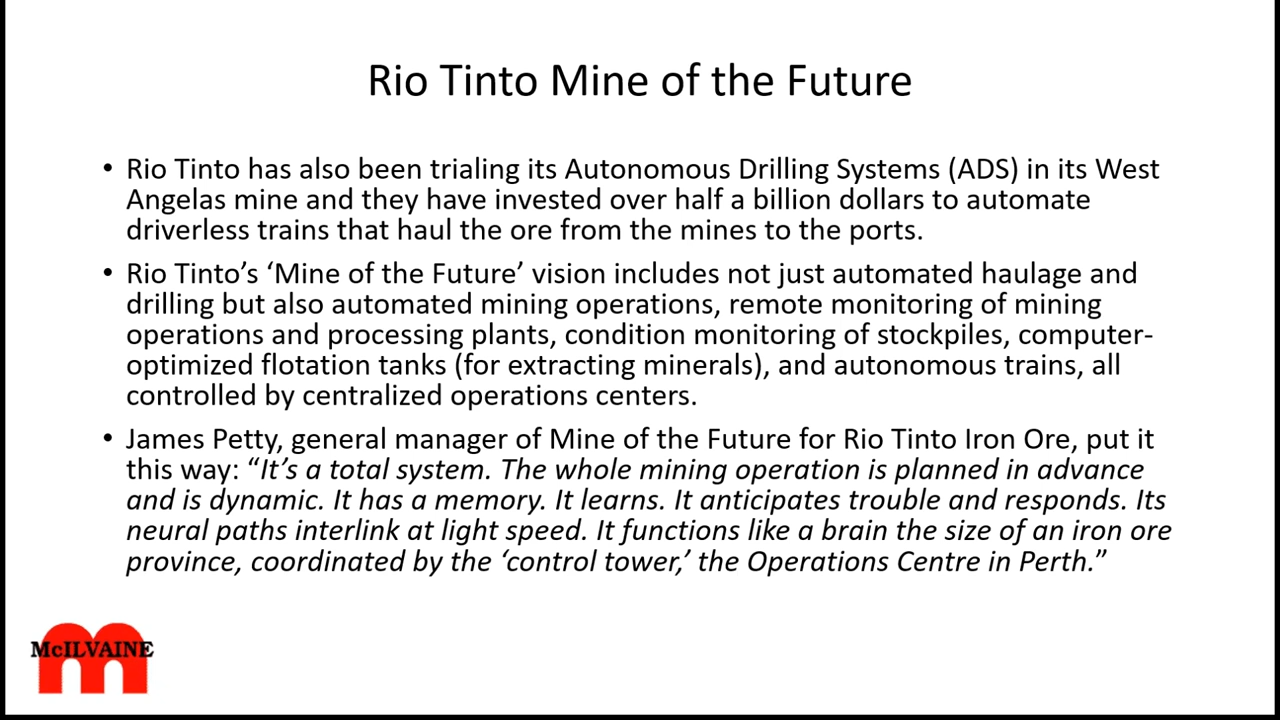 Rio Tinto Mine of the Future
• Rio Tinto has also been trialing its Autonomous Drilling Systems (ADS) in its West
Angelas mine and they have invested over half a billion dollars to automate
driverless trains that haul the ore from the mines to the ports.
• Rio Tinto’s ‘Mine of the Future’ vision includes not just automated haulage and
drilling but also automated mining operations, remote monitoring of mining
operations and processing plants, condition monitoring of stockpiles, computer-
optimized flotation tanks (for extracting minerals), and autonomous trains, all
controlled by centralized operations centers.
• James Petty, general manager of Mine of the Future for Rio Tinto Iron Ore, put it
this way: “It’s a total system. The whole mining operation is planned in advance
and is dynamic. It has a memory. It learns. It anticipates trouble and responds. Its
neural paths interlink at light speed. It functions like a brain the size of an iron ore
province, coordinated by the ‘control tower,’ the Operations Centre in Perth.”
McILVAINE